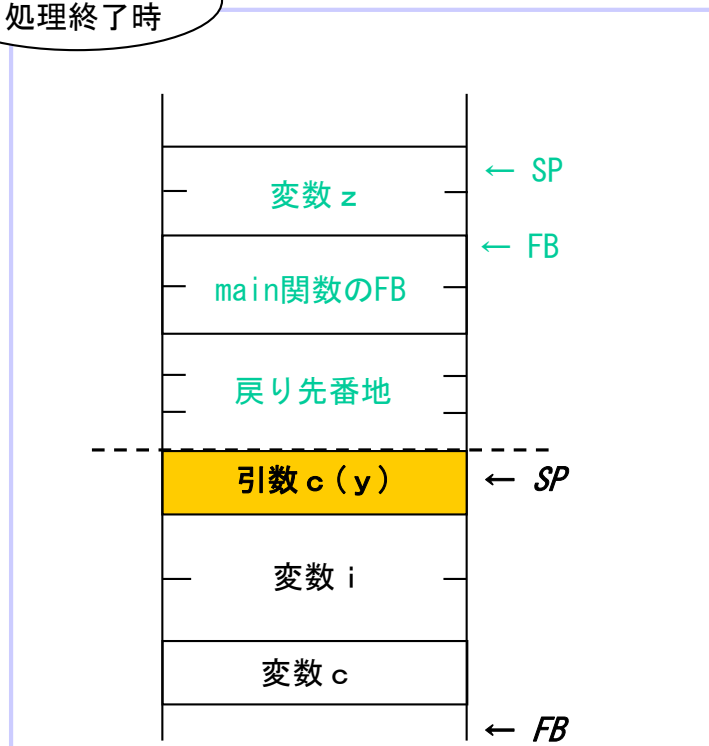 処理終了時
← SP
変数ｚ
← FB
main関数のFB
戻り先番地
引数ｃ(ｙ)
← SP
変数ｉ
変数ｃ
← FB